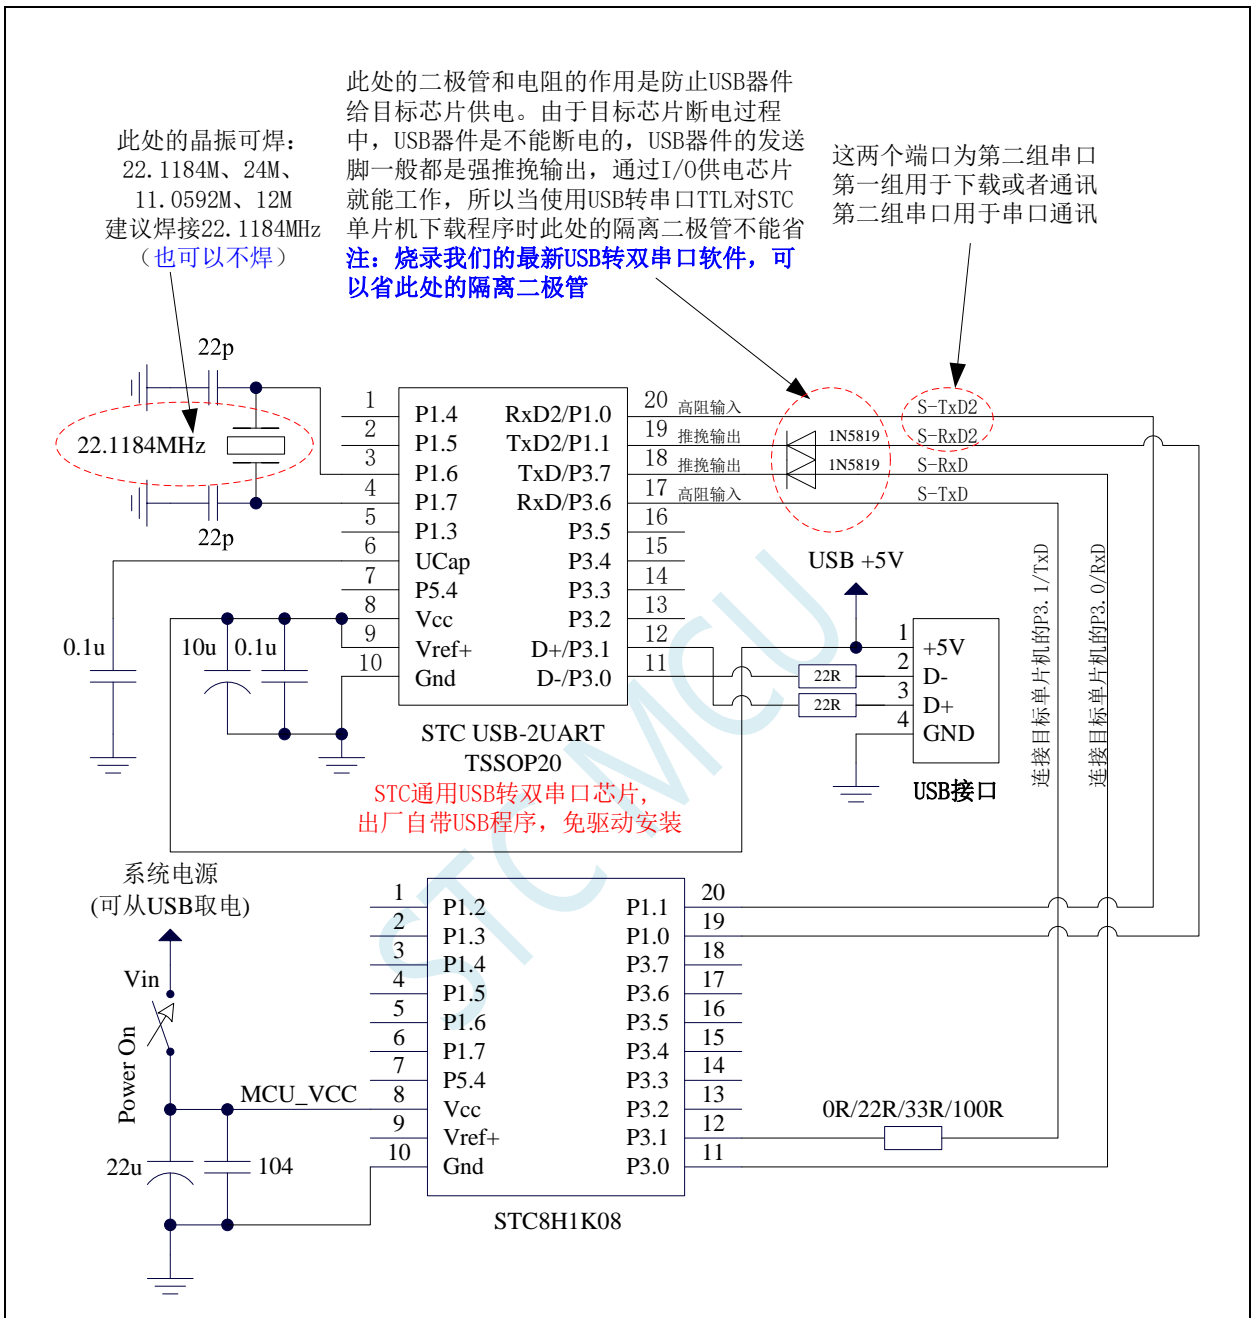 此处的二极管和电阻的作用是防止USB器件
给目标芯片供电。由于目标芯片断电过程
中，USB器件是不能断电的，USB器件的发送
脚一般都是强推挽输出，通过I/O供电芯片
就能工作，所以当使用USB转串口TTL对STC
单片机下载程序时此处的隔离二极管不能省
注：烧录我们的最新USB转双串口软件，可
以省此处的隔离二极管
此处的晶振可焊：
22.1184M、24M、
11.0592M、12M
建议焊接22.1184MHz
（也可以不焊）
这两个端口为第二组串口
第一组用于下载或者通讯
第二组串口用于串口通讯
22p
22.1184MHz
22p
1 P1.4 RxD2/P1.0 20 高阻输入 S-TxD2
2 P1.5 TxD2/P1.1 19 推挽输出 1N5819 S-RxD2
3 P1.6 TxD/P3.7 18 推挽输出 1N5819 S-RxD
4 P1.7 RxD/P3.6 17 高阻输入 S-TxD
5 P1.3 P3.5 16
6 UCap P3.4 15
7 P5.4 P3.3 14
8 Vcc P3.2 13
9 Vref+ D+/P3.1 12
10 Gnd D-/P3.0 11
0.1u
10u
0.1u
STC USB-2UART
TSSOP20
STC通用USB转双串口芯片,
出厂自带USB程序，免驱动安装
USB +5V
22R
22R
1 +5V
2 D-
3 D+
4 GND
USB接口
连接目标单片机的P3.1/TxD
连接目标单片机的P3.0/RxD
STC MCU
系统电源
(可从USB取电)
Vin
Power On
MCU_VCC
22u
104
1 P1.2 P1.1 20
2 P1.3 P1.0 19
3 P1.4 P3.7 18
4 P1.5 P3.6 17
5 P1.6 P3.5 16
6 P1.7 P3.4 15
7 P5.4 P3.3 14
8 Vcc P3.2 13
9 Vref+ P3.1 12
10 Gnd P3.0 11
0R/22R/33R/100R
STC8H1K08